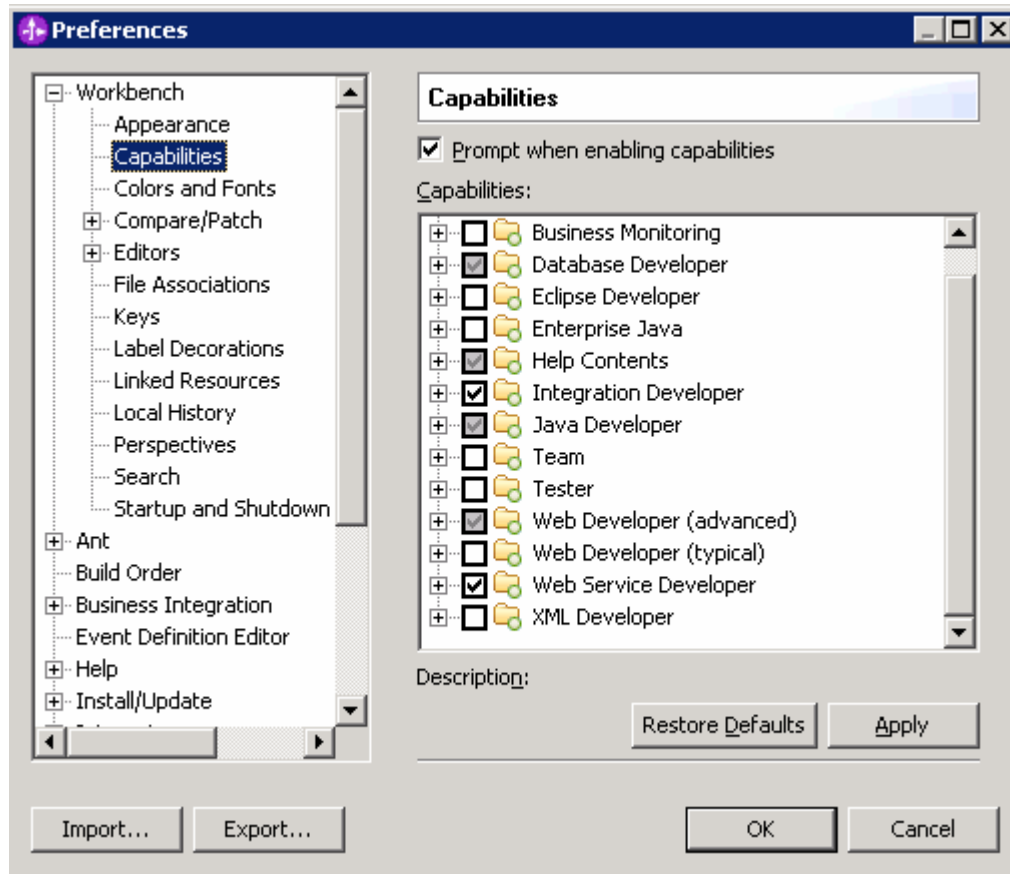 Preferences
Workbench
Appearance
Capabilities
Colors and Fonts
Compare/Patch
Editors
File Associations
Keys
Label Decorations
Linked Resources
Local History
Perspectives
Search
Startup and Shutdown
Ant
Build Order
Business Integration
Event Definition Editor
Help
Install/Update
Capabilities
Prompt when enabling capabilities
Capabilities:
Business Monitoring
Database Developer
Eclipse Developer
Enterprise Java
Help Contents
Integration Developer
Java Developer
Team
Tester
Web Developer (advanced)
Web Developer (typical)
Web Service Developer
XML Developer
Description:
Restore Defaults
Apply
Import...
Export...
OK
Cancel